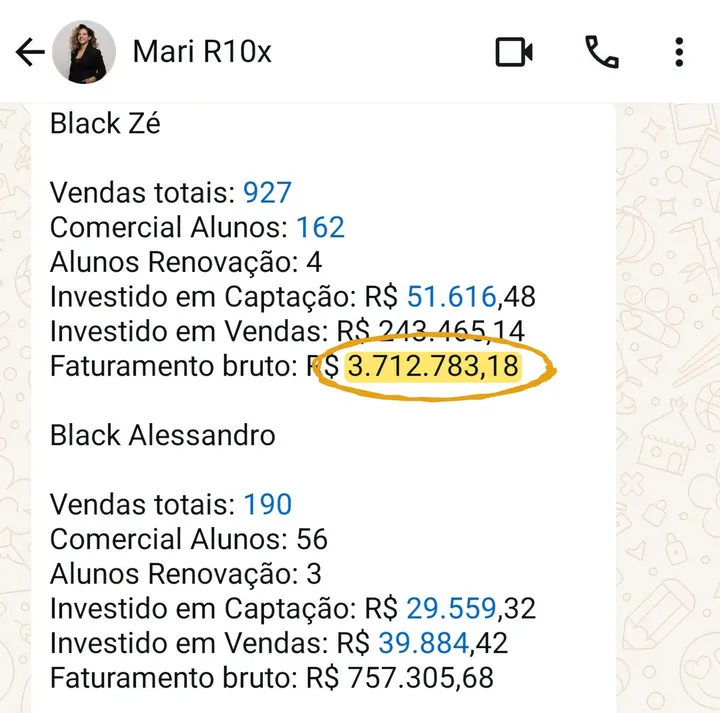 Mari R10x
Black Zé
Vendas totais: 927
Comercial Alunos: 162
Alunos Renovação: 4
Investido em Captação: R$ 51.616,48
Investido em Vendas: R$ 243.465,14
Faturamento bruto: R$ 3.712.783,18
Black Alessandro
Vendas totais: 190
Comercial Alunos: 56
Alunos Renovação: 3
Investido em Captação: R$ 29.559,32
Investido em Vendas: R$ 39.884,42
Faturamento bruto: R$ 757.305,68